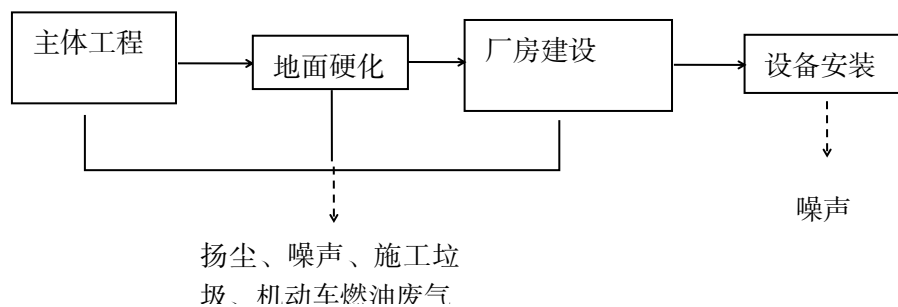 主体工程
地面硬化
厂房建设
设备安装
噪声
扬尘、噪声、施工垃
圾、机动车燃油废气